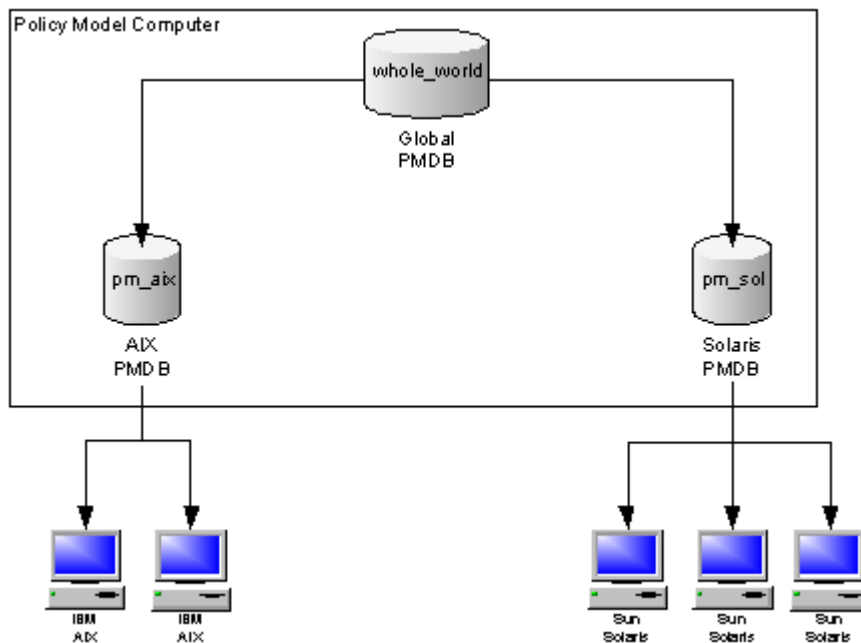 Policy Model Computer
whole_world
Global
PMDB
pm_aix
pm_sol
AIX
PMDB
Solaris
PMDB
IBM
AIX
IBM
AIX
Sun
Solaris
Sun
Solaris
Sun
Solaris